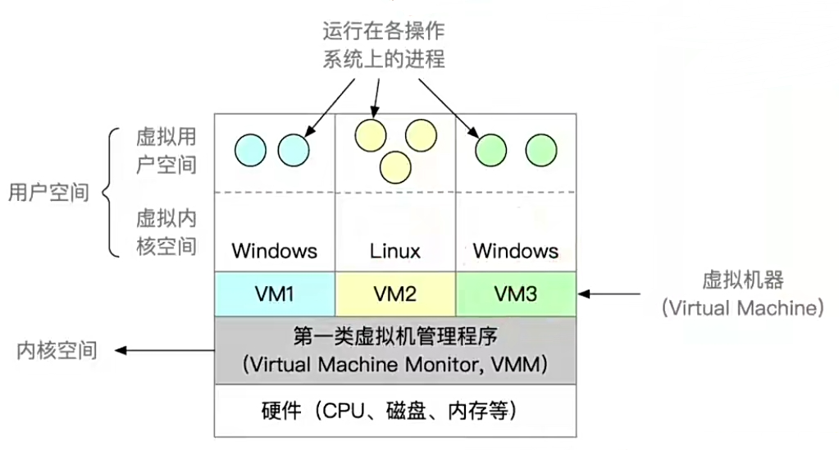 运行在各操作
系统上的进程
虚拟用
户空间
用户空间
虚拟内
核空间
Windows
Linux
Windows
VM1
VM2
VM3
虚拟机器
（Virtual Machine）
内核空间
第一类虚拟机管理程序
（Virtual Machine Monitor, VMM）
硬件（CPU、磁盘、内存等）